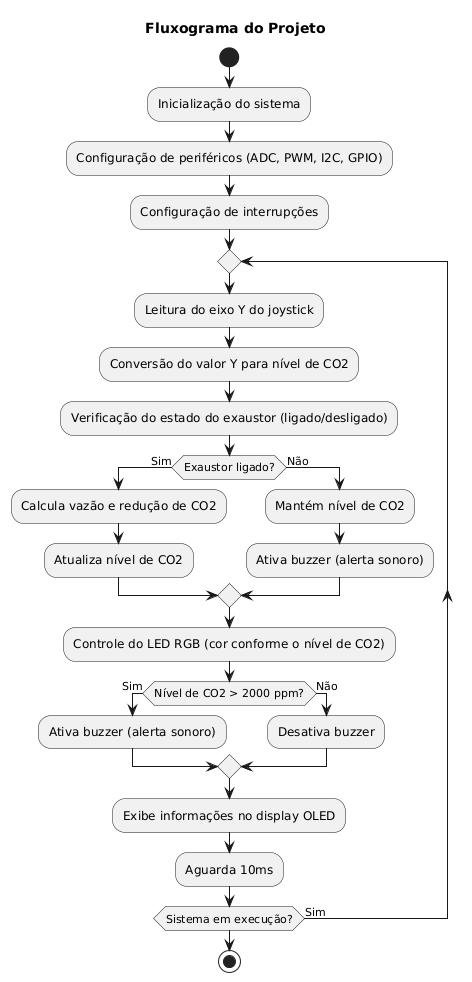 Fluxograma do Projeto
Inicialização do sistema
Configuração de periféricos (ADC, PWM, I2C, GPIO)
Configuração de interrupções
Leitura do eixo Y do joystick
Conversão do valor Y para nível de CO2
Verificação do estado do exaustor (ligado/desligado)
Sim
Exaustor ligado?
Não
Calcula vazão e redução de CO2
Mantém nível de CO2
Atualiza nível de CO2
Ativa buzzer (alerta sonoro)
Controle do LED RGB (cor conforme o nível de CO2)
Sim
Nível de CO2 > 2000 ppm?
Não
Ativa buzzer (alerta sonoro)
Desativa buzzer
Exibe informações no display OLED
Aguarda 10ms
Sistema em execução?
Sim